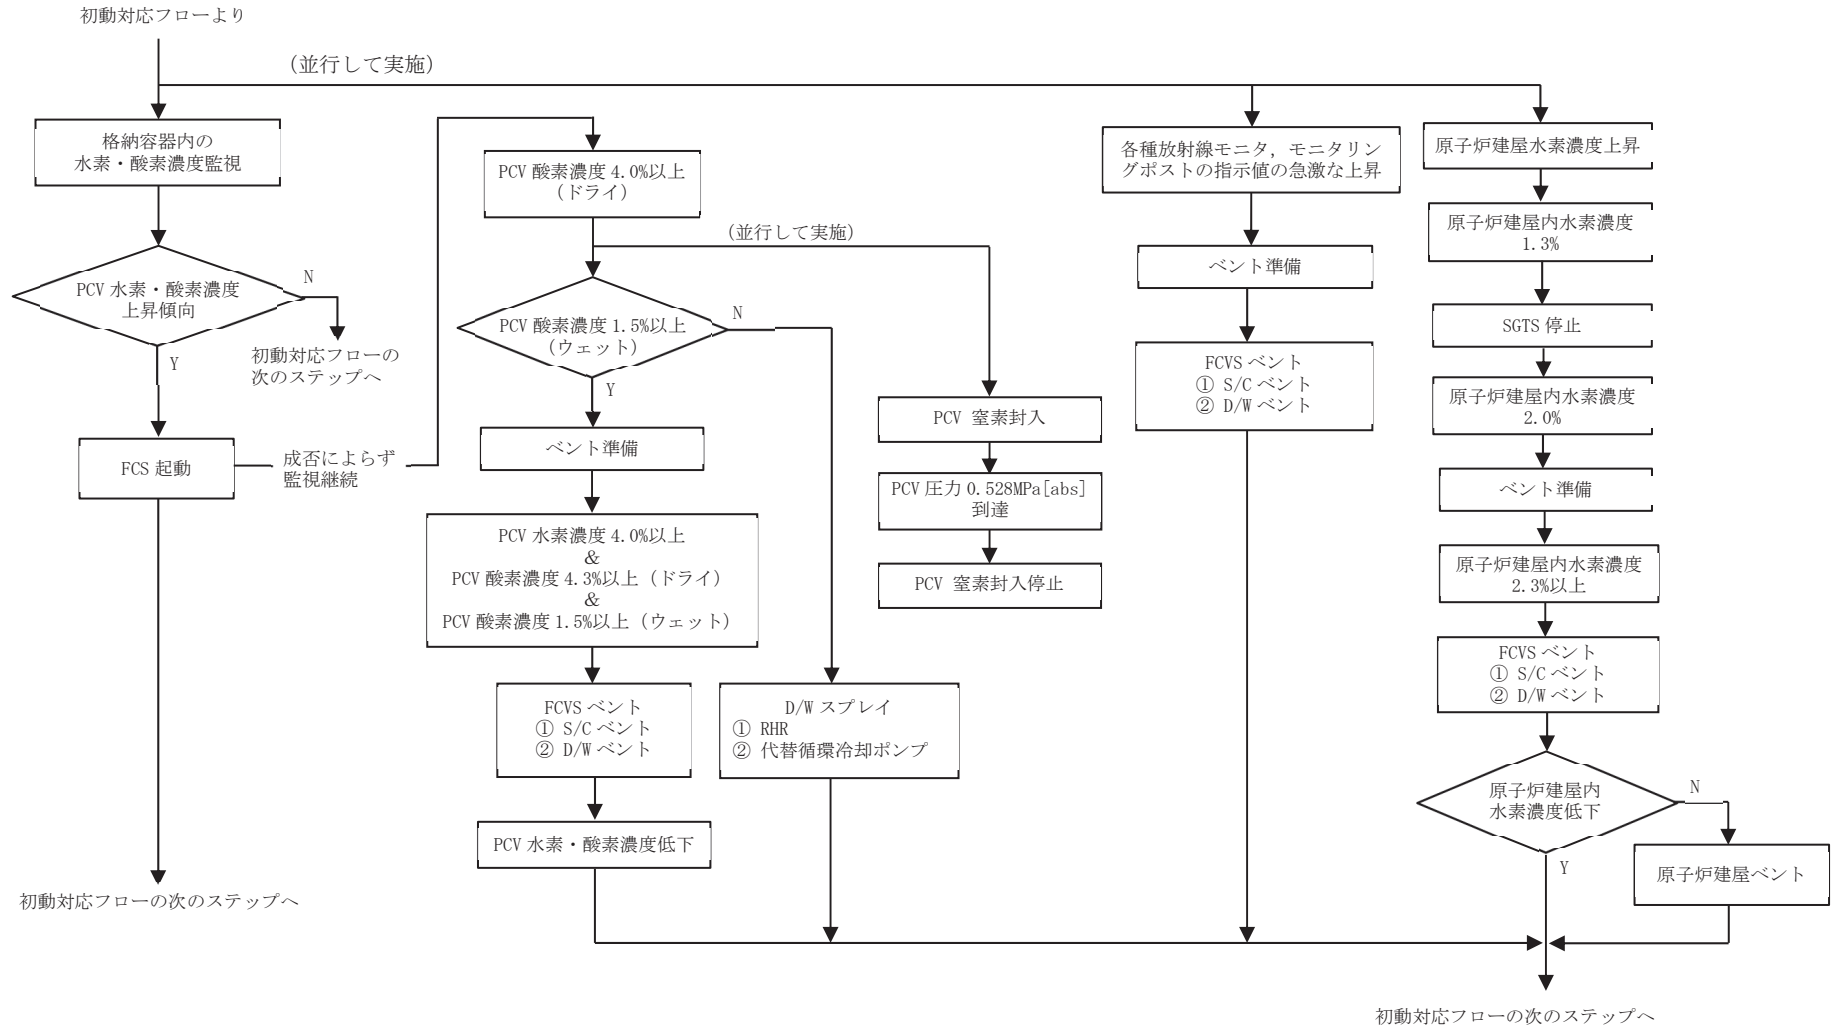 初動対応フローより
（並行して実施）
格納容器内の
水素・酸素濃度監視
PCV 水素・酸素濃度
上昇傾向
N
初動対応フローの
次のステップへ
Y
FCS 起動
成否によらず
監視継続
初動対応フローの次のステップへ
PCV 酸素濃度 4.0%以上
（ドライ）
（並行して実施）
PCV 酸素濃度 1.5%以上
（ウェット）
N
Y
ベント準備
PCV 水素濃度 4.0%以上
&
PCV 酸素濃度 4.3%以上（ドライ）
&
PCV 酸素濃度 1.5%以上（ウェット）
FCVS ベント
① S/C ベント
② D/W ベント
PCV 水素・酸素濃度低下
D/W スプレイ
① RHR
② 代替循環冷却ポンプ
PCV 窒素封入
PCV 圧力 0.528MPa[abs]
到達
PCV 窒素封入停止
各種放射線モニタ，モニタリン
グポストの指示値の急激な上昇
ベント準備
FCVS ベント
① S/C ベント
② D/W ベント
原子炉建屋水素濃度上昇
原子炉建屋内水素濃度
1.3%
SGTS 停止
原子炉建屋内水素濃度
2.0%
ベント準備
原子炉建屋内水素濃度
2.3%以上
FCVS ベント
① S/C ベント
② D/W ベント
原子炉建屋内
水素濃度低下
N
Y
原子炉建屋ベント
初動対応フローの次のステップへ